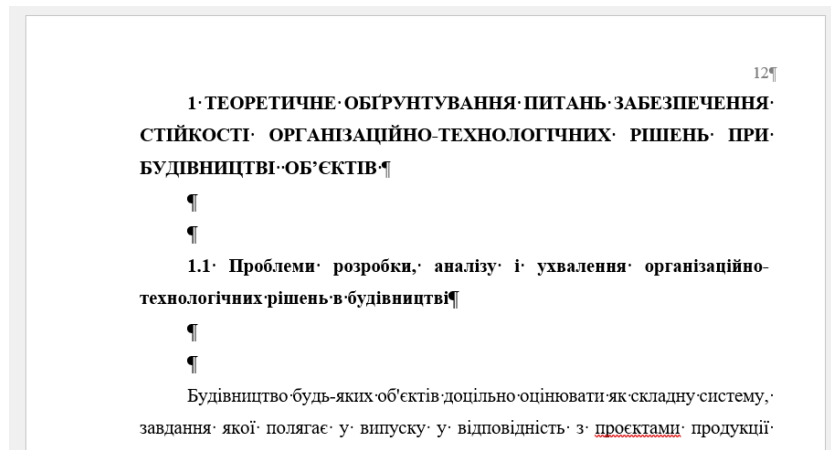 12
1 ТЕОРЕТИЧНЕ ОБҐРУНТУВАННЯ ПИТАНЬ ЗАБЕЗПЕЧЕННЯ
СТІЙКОСТІ ОРГАНІЗАЦІЙНО-ТЕХНОЛОГІЧНИХ РІШЕНЬ ПРИ
БУДІВНИЦТВІ ОБ’ЄКТІВ
1.1 Проблеми розробки, аналізу і ухвалення організаційно-
технологічних рішень в будівництві
Будівництво будь-яких об'єктів доцільно оцінювати як складну систему,
завдання якої полягає у випуску у відповідність з проєктами продукції